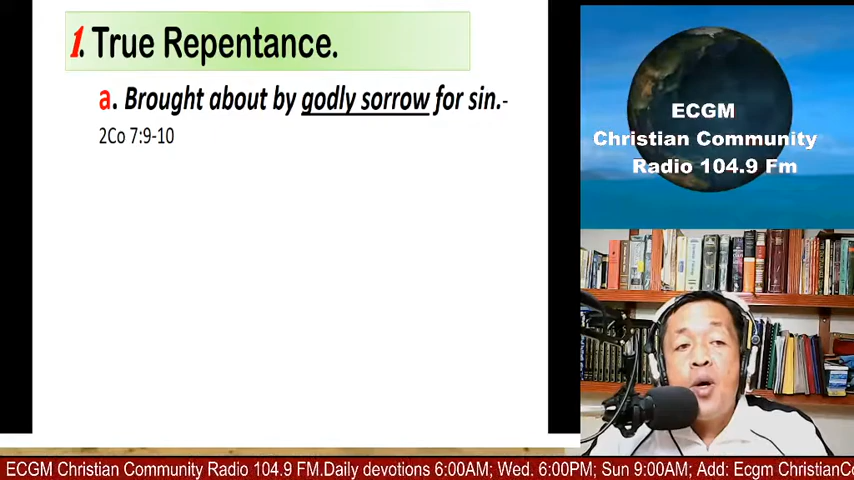 1. True Repentance.
a. Brought about by godly sorrow for sin.-
2Co 7:9-10
ECGM
Christian Community
Radio 104.9 Fm
ECGM Christian Community Radio 104.9 FM.Daily devotions 6:00AM; Wed. 6:00PM; Sun 9:00AM; Add: Ecgm ChristianCo